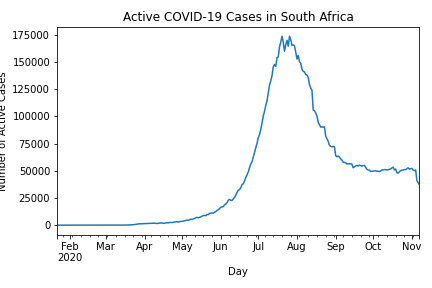 Active COVID-19 Cases in South Africa
Number of Active Cases
175000
150000
125000
100000
75000
50000
25000
0
Feb Mar Apr May Jun Jul Aug Sep Oct Nov
2020
Day